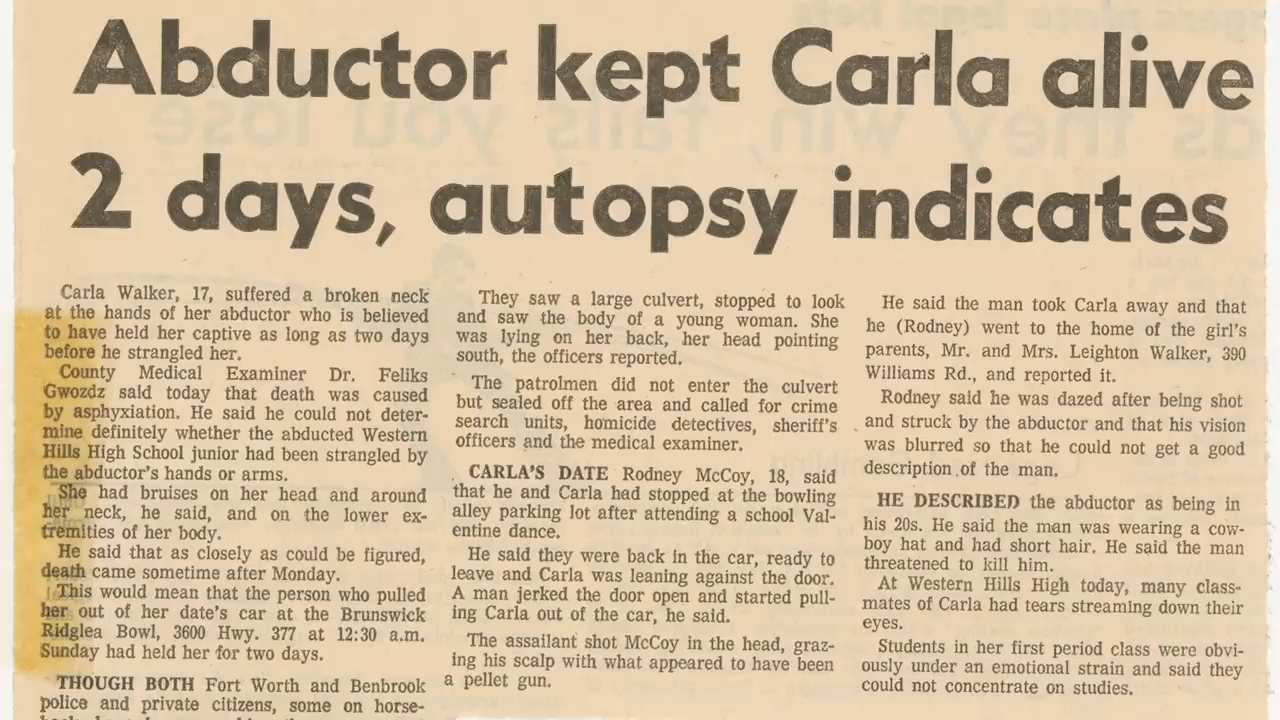 Abductor kept Carla alive
2 days, autopsy indicates
Carla Walker, 17, suffered a broken neck
at the hands of her abductor who is believed
to have held her captive as long as two days
before he strangled her.
County Medical Examiner Dr. Feliks
Gwozdz said today that death was caused
by asphyxiation. He said he could not deter-
mine definitely whether the abducted Western
Hills High School junior had been strangled by
the abductor's hands or arms.
She had bruises on her head and around
her neck, he said, and on the lower ex-
tremities of her body.
He said that as closely as could be figured,
death came sometime after Monday.
This would mean that the person who pulled
her out of her date's car at the Brunswick
Ridglea Bowl, 3600 Hwy. 377 at 12:30 a.m.
Sunday had held her for two days.
THOUGH BOTH Fort Worth and Benbrook
police and private citizens, some on horse-
They saw a large culvert, stopped to look
and saw the body of a young woman. She
was lying on her back, her head pointing
south, the officers reported.
The patrolmen did not enter the culvert
but sealed off the area and called for crime
search units, homicide detectives, sheriff's
officers and the medical examiner.
CARLA'S DATE Rodney McCoy, 18, said
that he and Carla had stopped at the bowling
alley parking lot after attending a school Val-
entine dance.
He said they were back in the car, ready to
leave and Carla was leaning against the door.
A man jerked the door open and started pull-
ing Carla out of the car, he said.
The assailant shot McCoy in the head, graz-
ing his scalp with what appeared to have been
a pellet gun.
He said the man took Carla away and that
he (Rodney) went to the home of the girl's
parents, Mr. and Mrs. Leighton Walker, 390
Williams Rd., and reported it.
Rodney said he was dazed after being shot
and struck by the abductor and that his vision
was blurred so that he could not get a good
description of the man.
HE DESCRIBED the abductor as being in
his 20s. He said the man was wearing a cow-
boy hat and had short hair. He said the man
threatened to kill him.
At Western Hills High today, many class-
mates of Carla had tears streaming down their
eyes.
Students in her first period class were obvi-
ously under an emotional strain and said they
could not concentrate on studies.